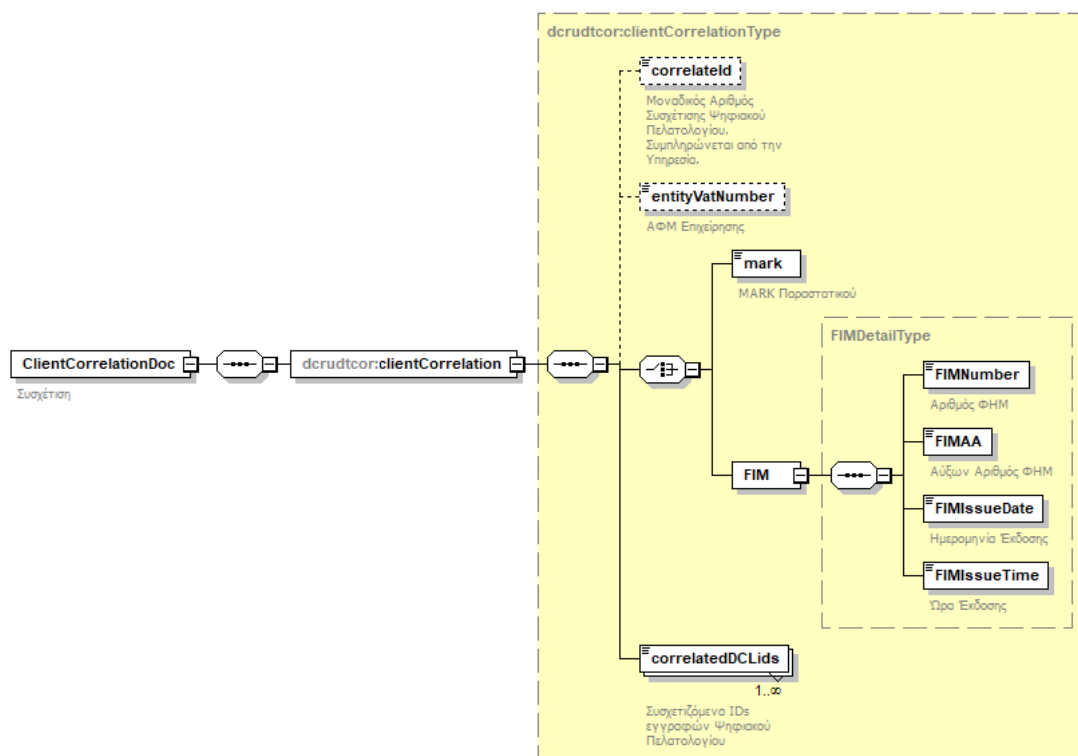 dcrudtcor:clientCorrelationType
correlateId
Μοναδικός Αριθμός
Συσχέτισης Ψηφιακού
Πελατολογίου.
Συμπληρώνεται από την
Υπηρεσία.
entityVatNumber
ΑΦΜ Επιχείρησης
mark
MARK Παραστατικού
ClientCorrelationDoc
Συσχέτιση
dcrudtcor:clientCorrelation
FIMDetailType
FIMNumber
Αριθμός ΦΗΜ
FIMAA
Αύξων Αριθμός ΦΗΜ
FIM
FIMIssueDate
Ημερομηνία Έκδοσης
FIMIssueTime
Ώρα Έκδοσης
correlatedDCLids
1..∞
Συσχετιζόμενα IDs
εγγραφών Ψηφιακού
Πελατολογίου